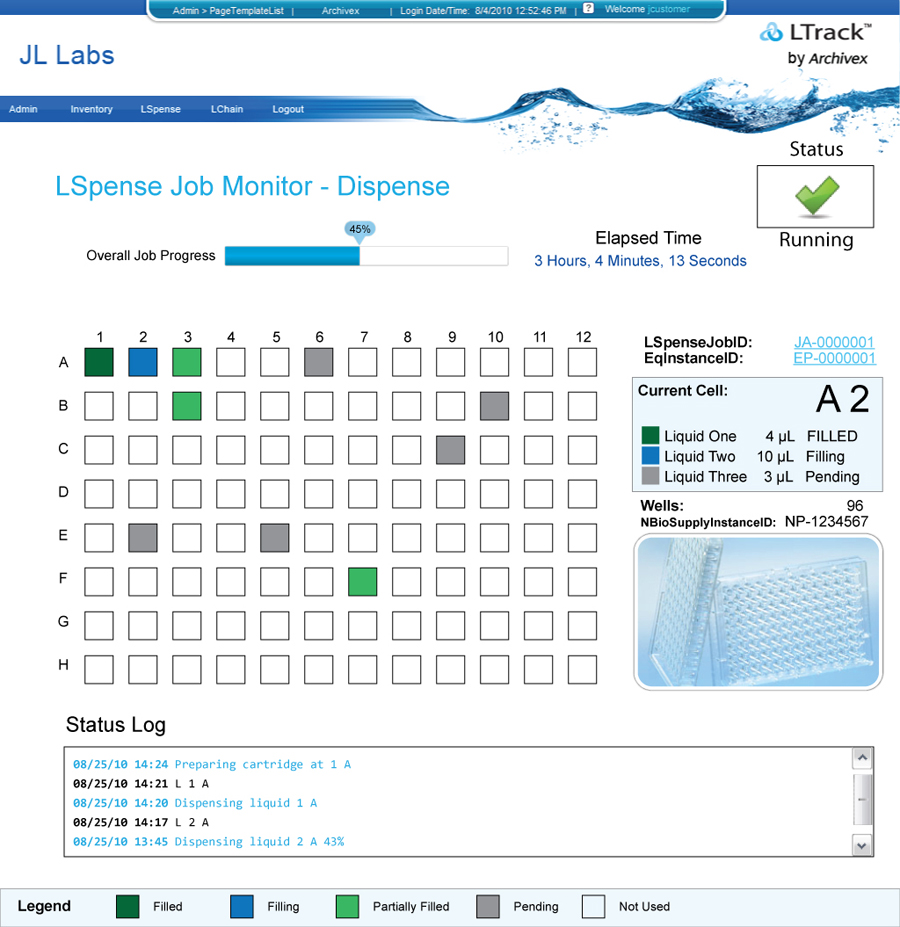 Admin > PageTemplateList | Archivex | Login Date/Time: 8/4/2010 12:52:46 PM | ? Welcome jcustomer
JL Labs
LTrack™
by Archivex
Admin Inventory LSpense LChain Logout
Status
Running
LSpense Job Monitor - Dispense
45%
Overall Job Progress
Elapsed Time
3 Hours, 4 Minutes, 13 Seconds
1 2 3 4 5 6 7 8 9 10 11 12
A
B
C
D
E
F
G
H
LSpenseJobID: JA-0000001
EqInstanceID: EP-0000001
Current Cell: A 2
Liquid One 4 µL FILLED
Liquid Two 10 µL Filling
Liquid Three 3 µL Pending
Wells: 96
NBioSupplyInstanceID: NP-1234567
Status Log
08/25/10 14:24 Preparing cartridge at 1 A
08/25/10 14:21 L 1 A
08/25/10 14:20 Dispensing liquid 1 A
08/25/10 14:17 L 2 A
08/25/10 13:45 Dispensing liquid 2 A 43%
Legend Filled Filling Partially Filled Pending Not Used